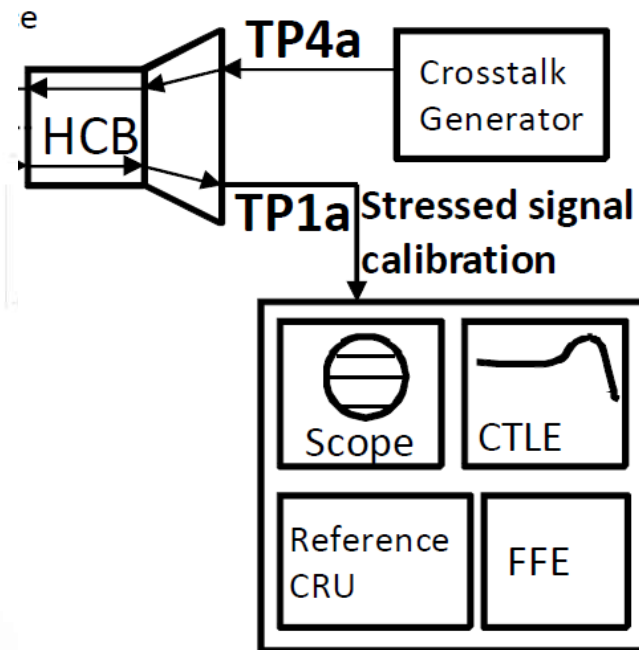 e
TP4a
Crosstalk
Generator
HCB
TP1a
Stressed signal
calibration
Scope
CTLE
Reference
CRU
FFE